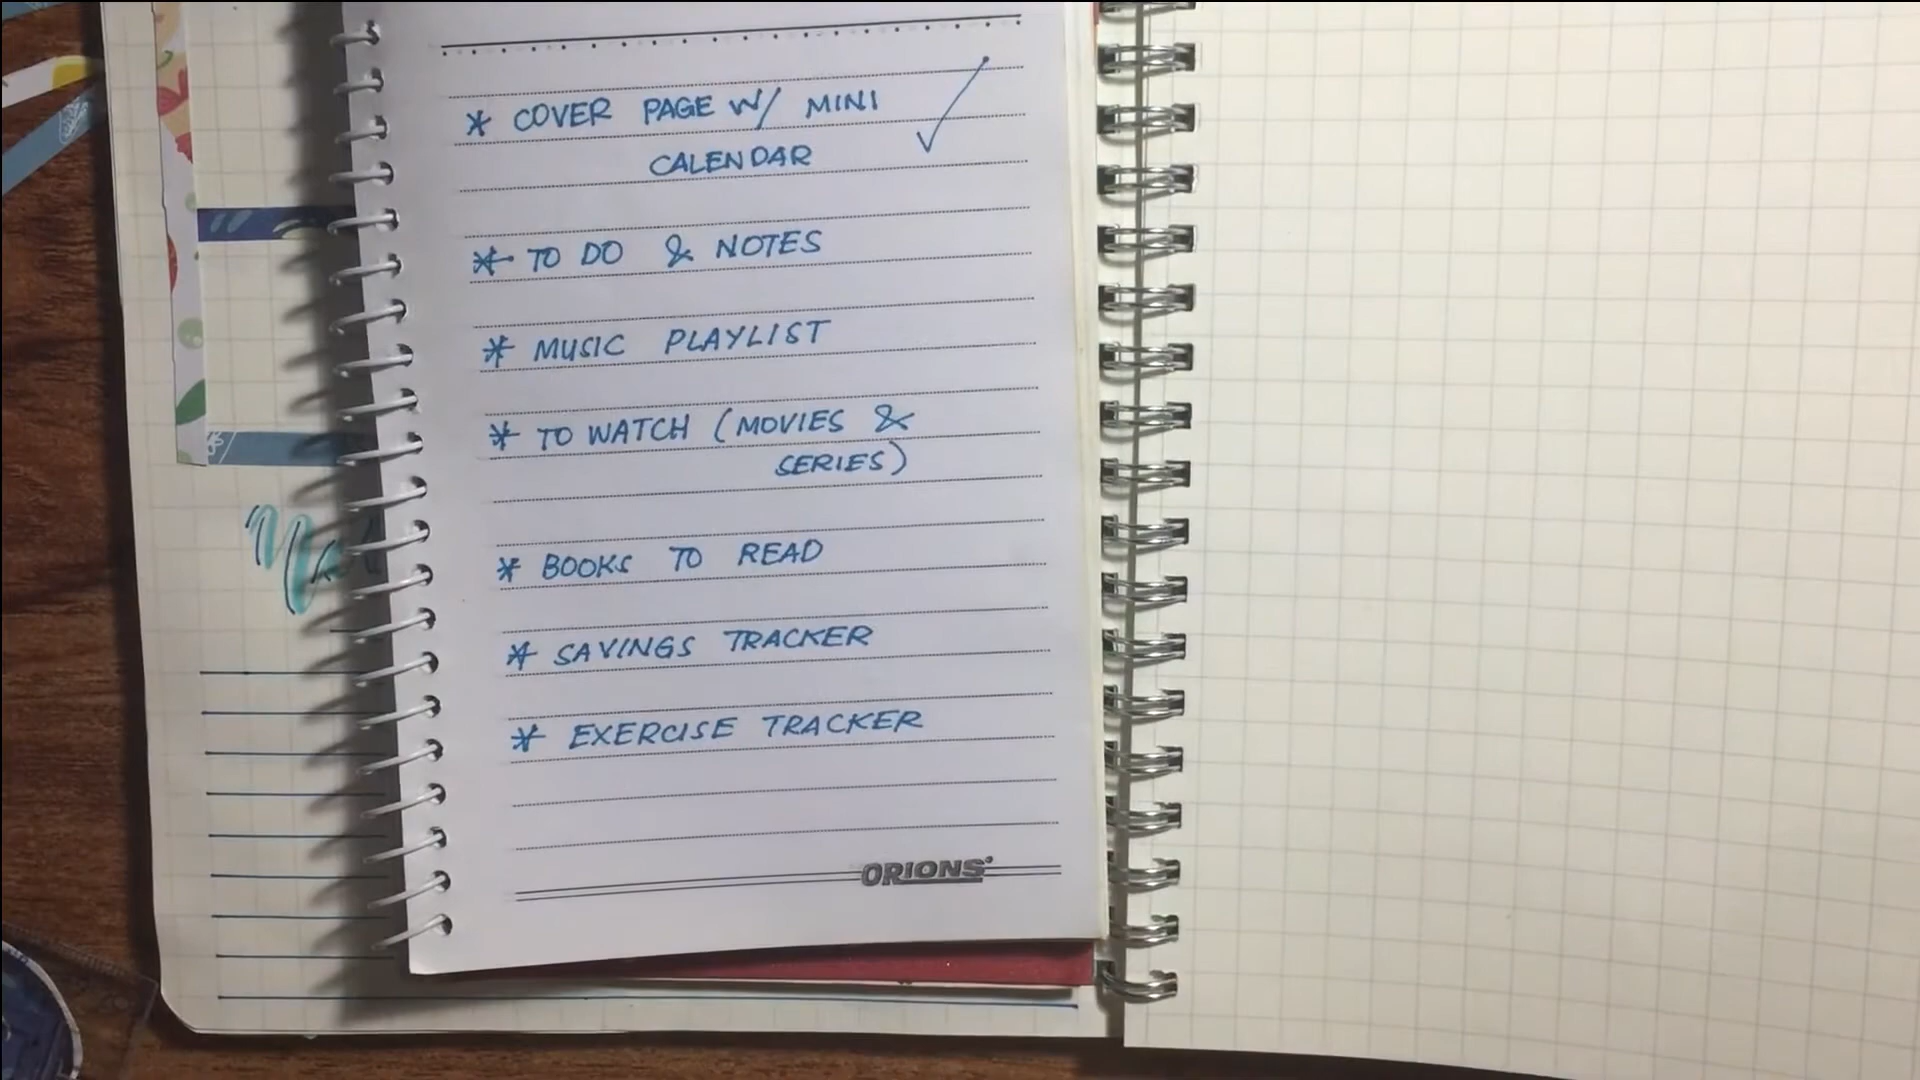 * COVER PAGE W/ MINI
CALENDAR
* TO DO & NOTES
* MUSIC PLAYLIST
* TO WATCH (MOVIES &
SERIES)
* BOOKS TO READ
* SAVINGS TRACKER
* EXERCISE TRACKER
ORIONS